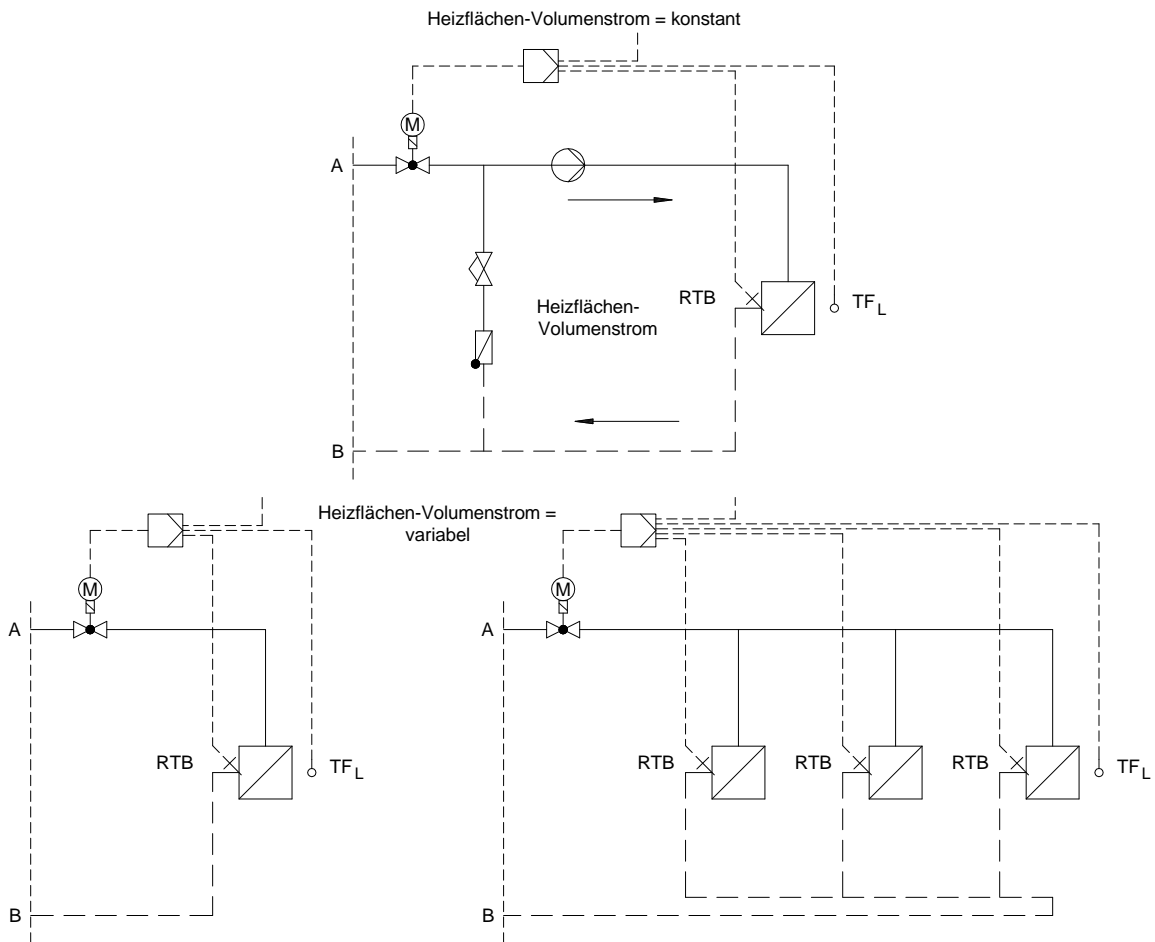 Heizflächen-Volumenstrom = konstant
M
A
RTB
TF L
Heizflächen-
Volumenstrom
B
Heizflächen-Volumenstrom =
variabel
M
A
RTB
TF L
B
M
A
RTB
RTB
RTB
TF L
B